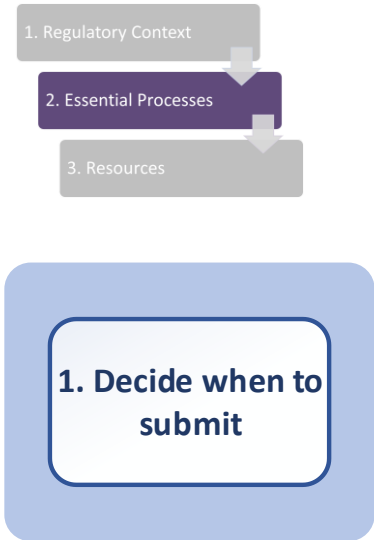 1. Regulatory Context
2. Essential Processes
3. Resources
1. Decide when to
submit